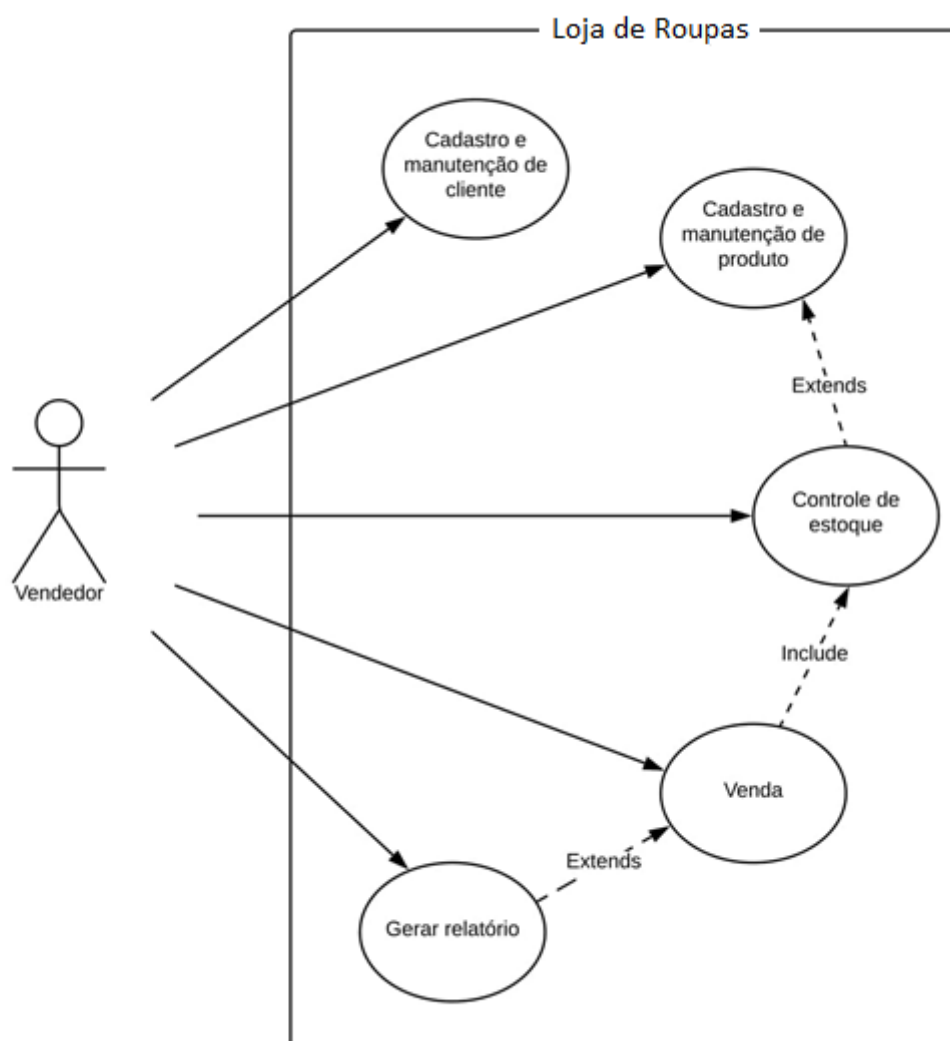 Loja de Roupas
Cadastro e
manutenção de
cliente
Cadastro e
manutenção de
produto
Extends
Controle de
estoque
Vendedor
Include
Venda
Extends
Gerar relatório